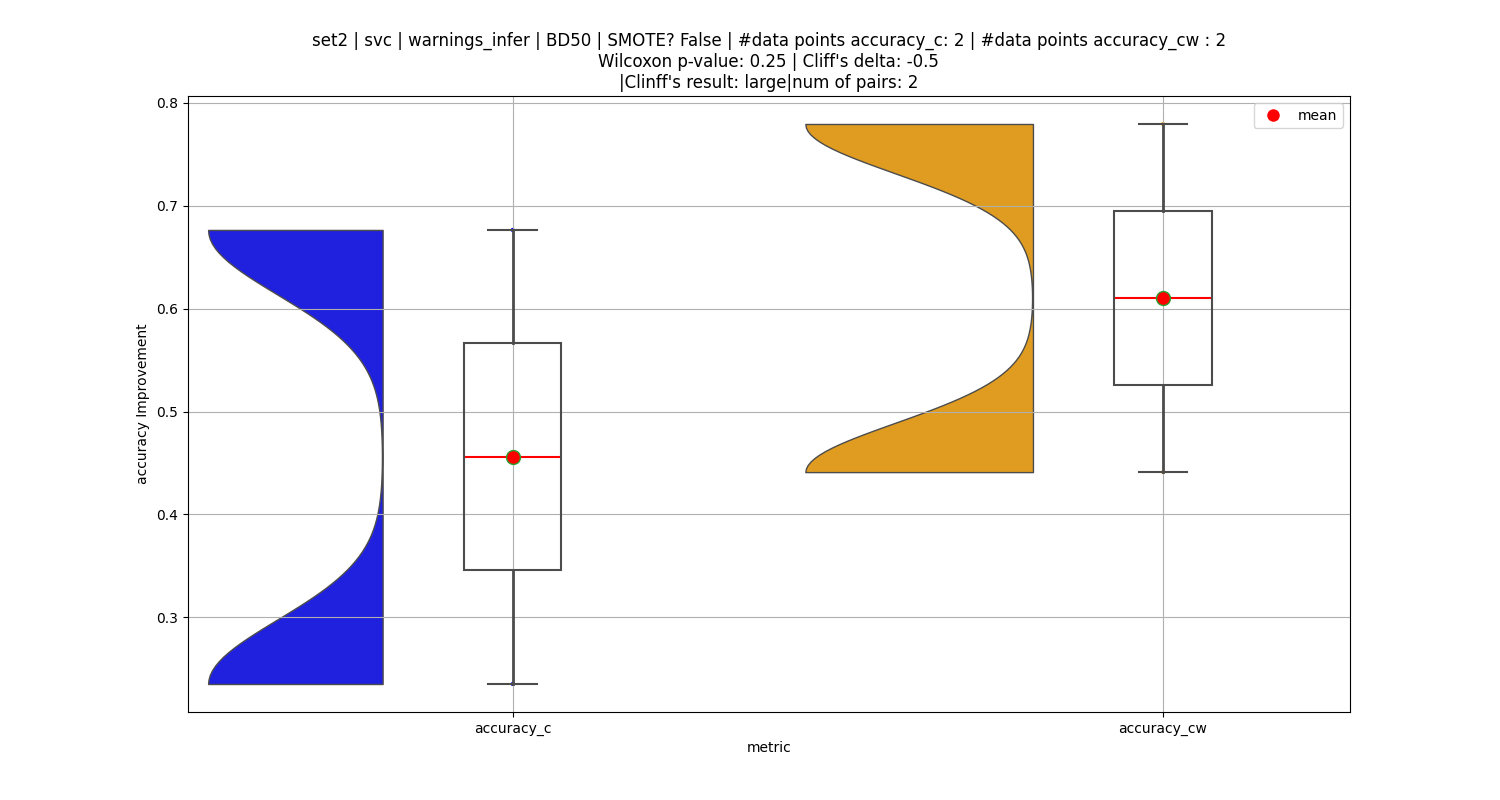 set2 | svc | warnings_infer | BD50 | SMOTE? False | #data points accuracy_c: 2 | #data points accuracy_cw : 2
Wilcoxon p-value: 0.25 | Cliff's delta: -0.5
|Clinff's result: large|num of pairs: 2
mean
0.8
0.7
0.6
0.5
0.4
0.3
accuracy Improvement
accuracy_c
accuracy_cw
metric